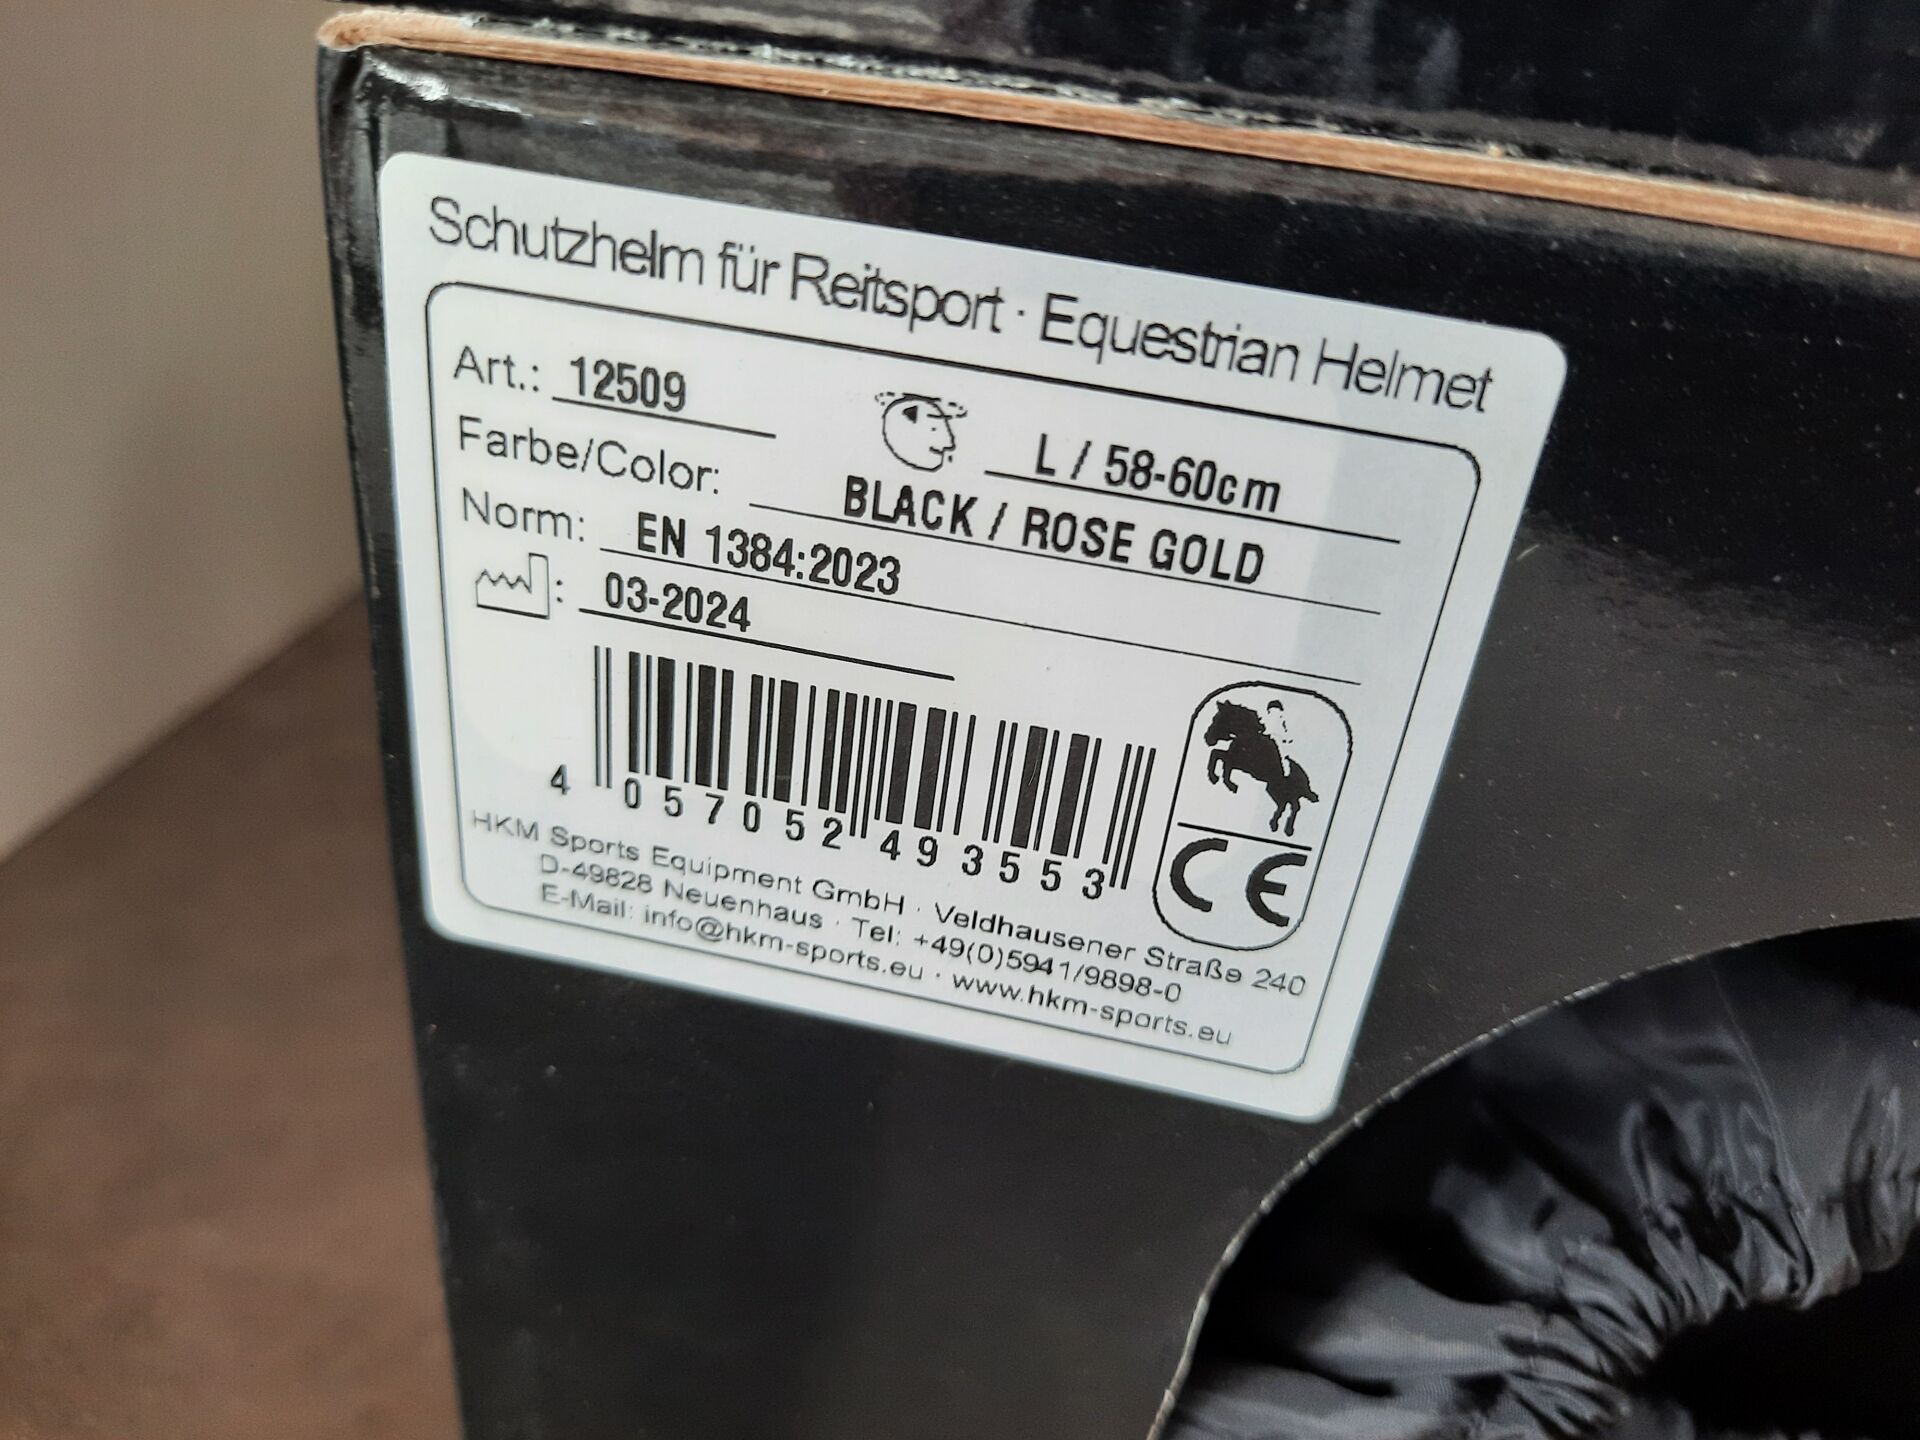 Schutzhelm für Reitsport · Equestrian Helmet
Art.: 12509
L / 58-60cm
Farbe/Color: BLACK / ROSE GOLD
Norm: EN 1384:2023
: 03-2024
4 057052 493553
CE
HKM Sports Equipment GmbH · Veldhausener Straße 240
D-49828 Neuenhaus · Tel: +49(0)5941/9898-0
E-Mail: info@hkm-sports.eu · www.hkm-sports.eu